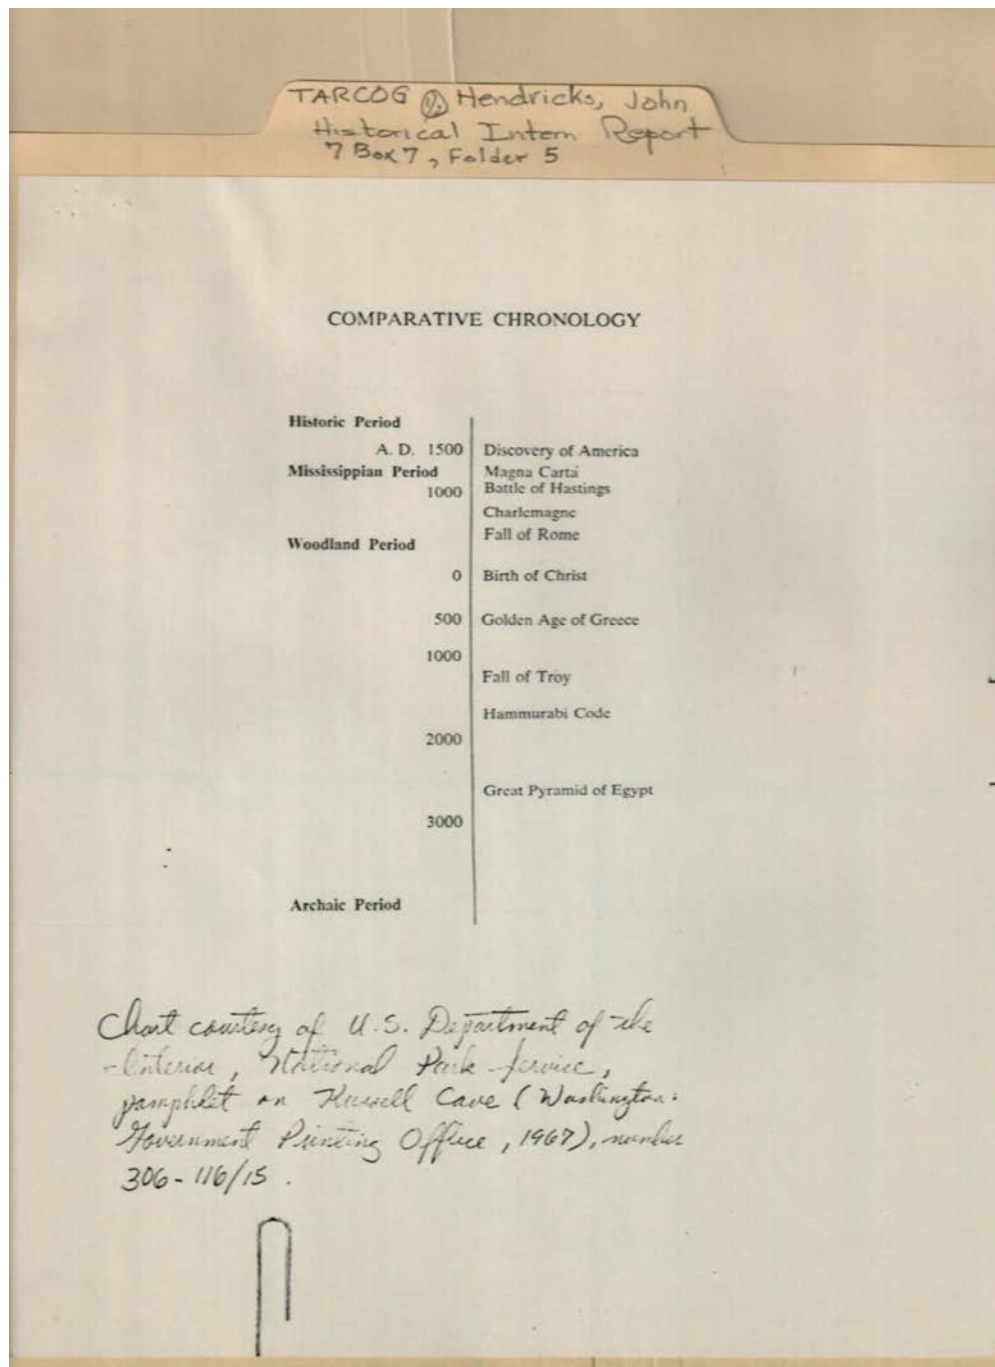 TARCOG Hendricks, John
Historical Intern Report
7 Box 7, Folder 5
COMPARATIVE CHRONOLOGY
Historic Period
A. D. 1500 Discovery of America
Mississippian Period Magna Carta
1000 Battle of Hastings
Charlemagne
Fall of Rome
Woodland Period
0 Birth of Christ
500 Golden Age of Greece
1000
Fall of Troy
Hammurabi Code
2000
Great Pyramid of Egypt
3000
Archaic Period
Chart courtesy of U.S. Department of the
Interior, National Park Service,
pamphlet on Russell Cave (Washington:
Government Printing Office, 1967), number
306-116/15.